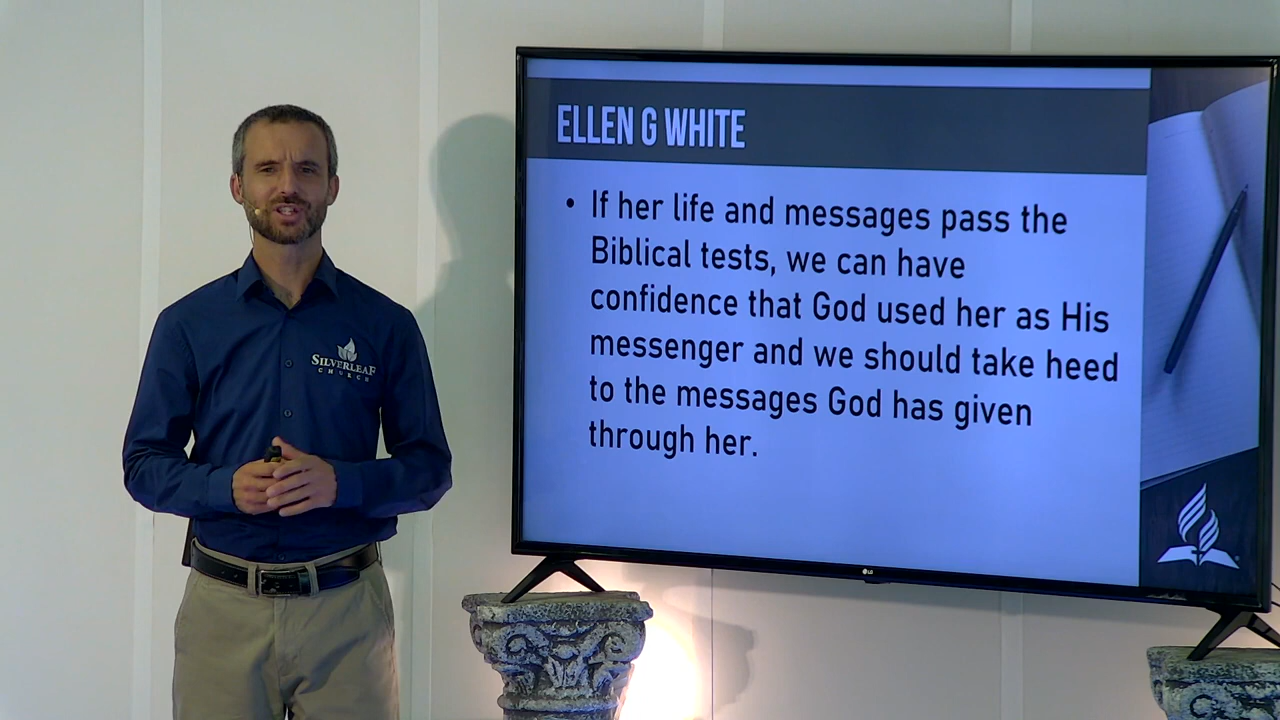 ELLEN G WHITE
• If her life and messages pass the
Biblical tests, we can have
confidence that God used her as His
messenger and we should take heed
to the messages God has given
through her.
SILVERLEAF
CHURCH
LG